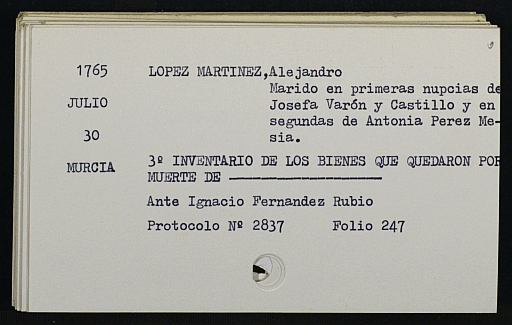 1765 LOPEZ MARTINEZ,Alejandro
Marido en primeras nupcias de
JULIO Josefa Varón y Castillo y en
segundas de Antonia Perez Me-
30 sia.
MURCIA 3º INVENTARIO DE LOS BIENES QUE QUEDARON POR
MUERTE DE ————————————
Ante Ignacio Fernandez Rubio
Protocolo Nº 2837 Folio 247